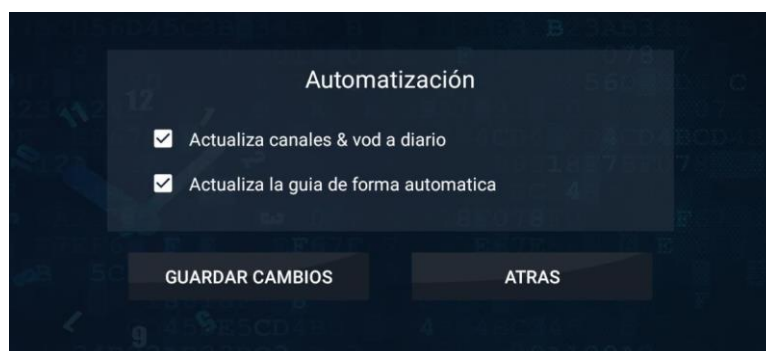 Automatización
Actualiza canales & vod a diario
Actualiza la guia de forma automatica
GUARDAR CAMBIOS
ATRAS